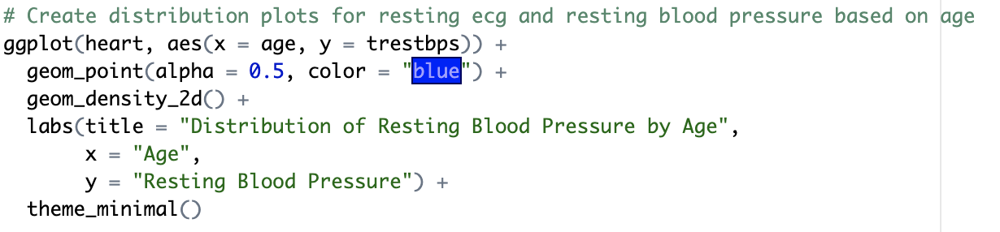 # Create distribution plots for resting ecg and resting blood pressure based on age
ggplot(heart, aes(x = age, y = trestbps)) +
  geom_point(alpha = 0.5, color = "blue") +
  geom_density_2d() +
  labs(title = "Distribution of Resting Blood Pressure by Age",
       x = "Age",
       y = "Resting Blood Pressure") +
  theme_minimal()